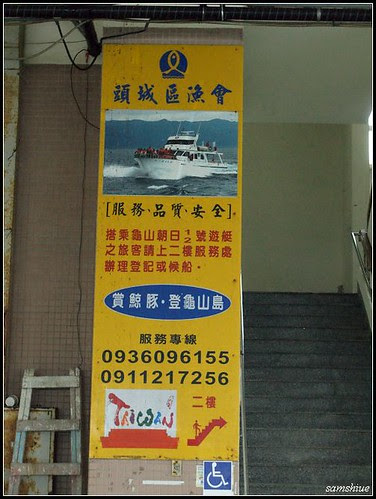 頭城區漁會
[服務、品質、安全]
搭乘龜山朝日1 2號遊艇
之旅客請上二樓服務處
辦理登記或候船。
賞鯨豚·登龜山島
服務專線
0936096155
0911217256
TAIWAN
二樓
samshiue